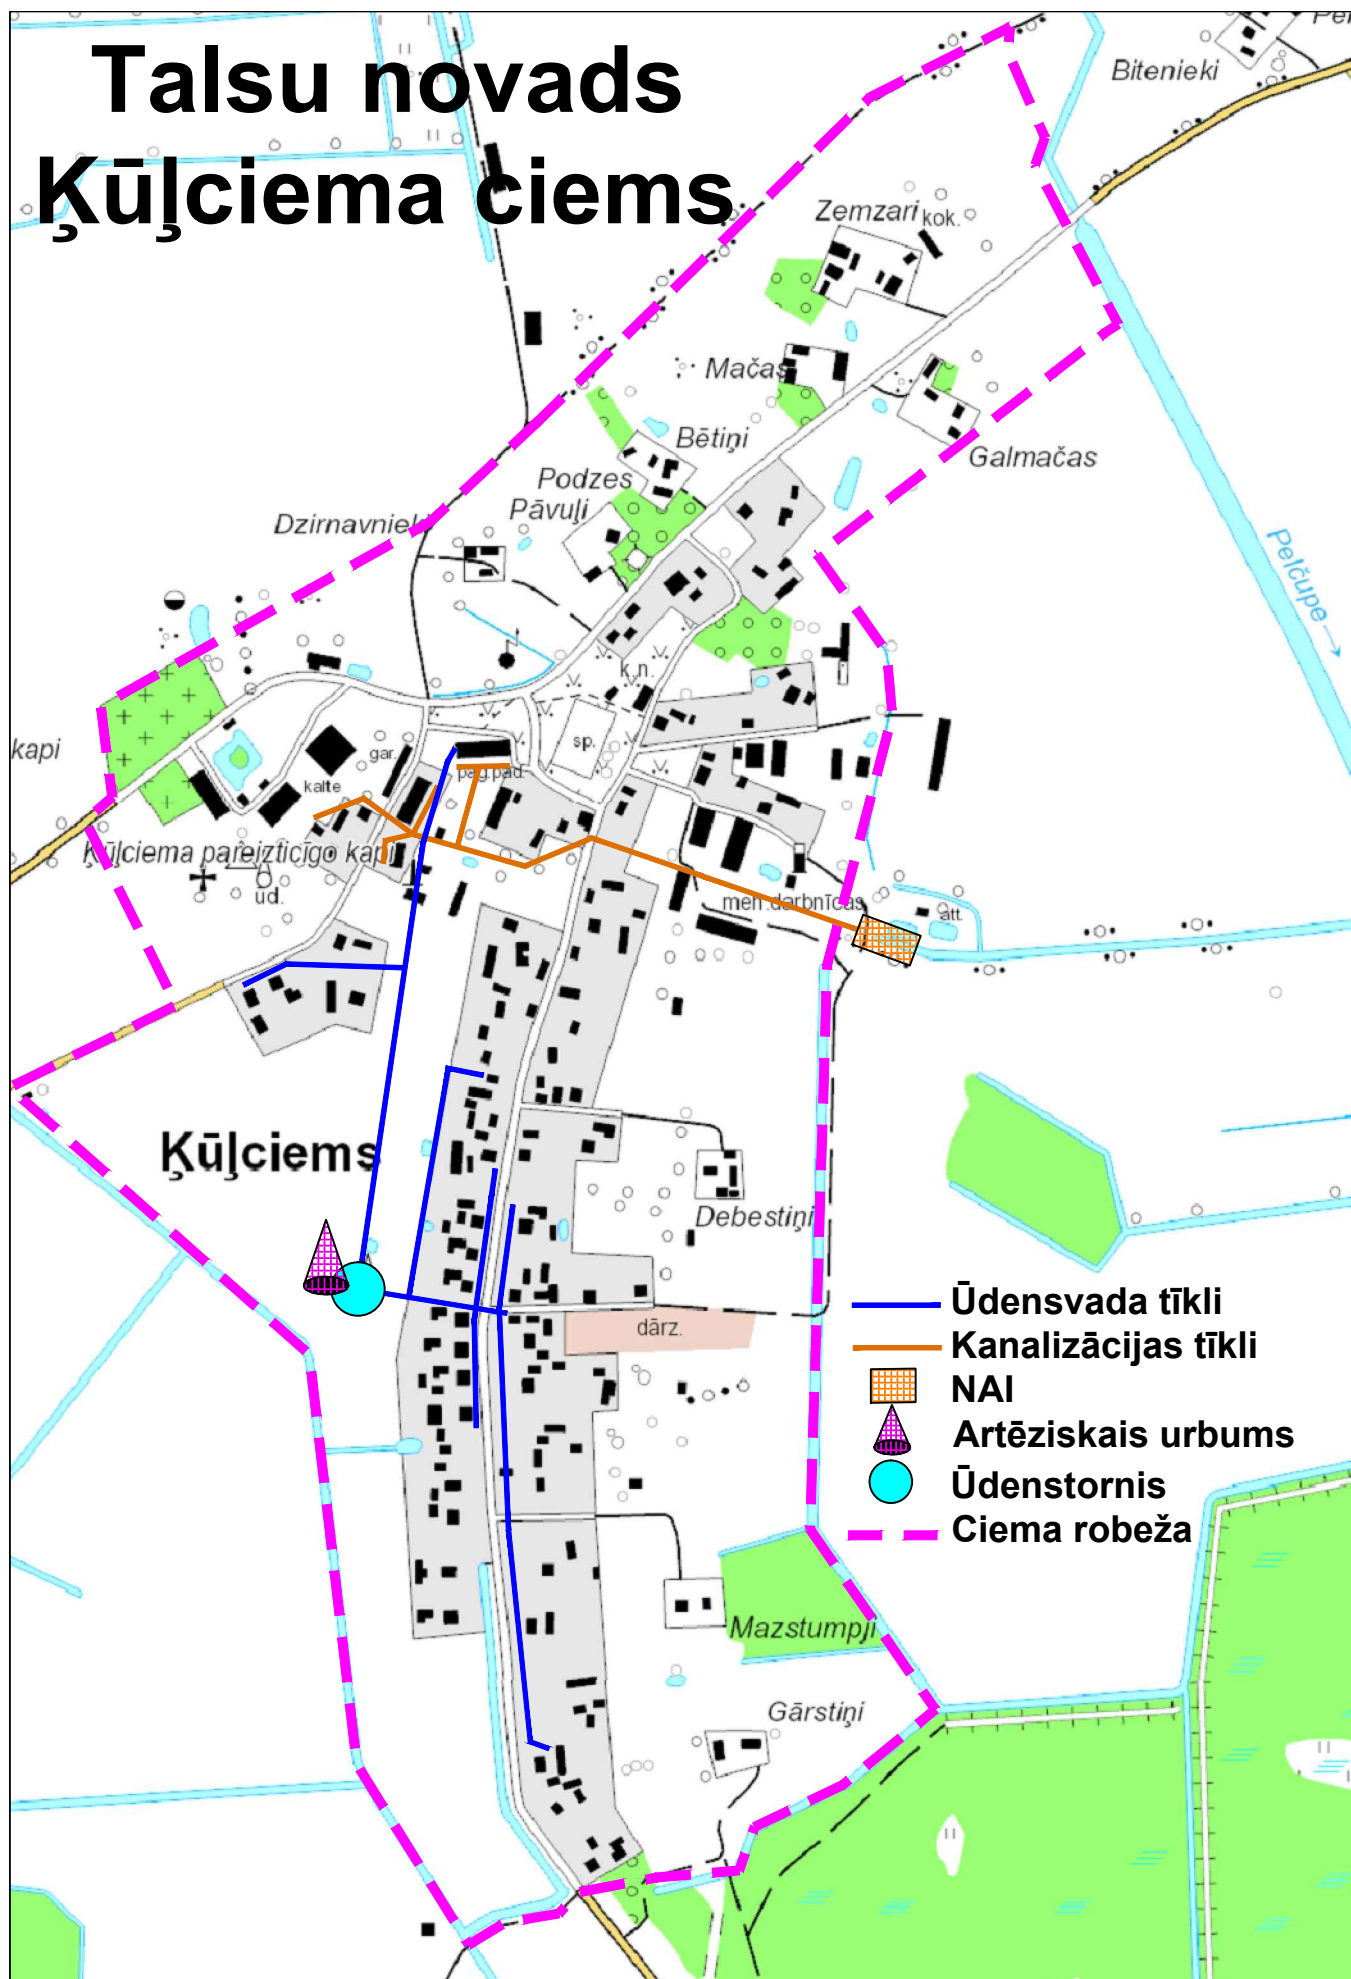 Talsu novads
Ķūļciema ciems
Bitenieki
Zemzari
kok.
Mačas
Bētiņi
Galmačas
Podzes
Pāvuļi
Dzirnavnieki
Pelčupe
k.n.
sp.
kapi
gar.
pag.pad.
kalte
Ķūļciema pareizticīgo kapi
ūd.
meh.darbnīcas
att.
Ķūļciems
Debestiņi
dārz.
Ūdensvada tīkli
Kanalizācijas tīkli
NAI
Artēziskais urbums
Ūdenstornis
Ciema robeža
Mazstumpji
Gārstiņi